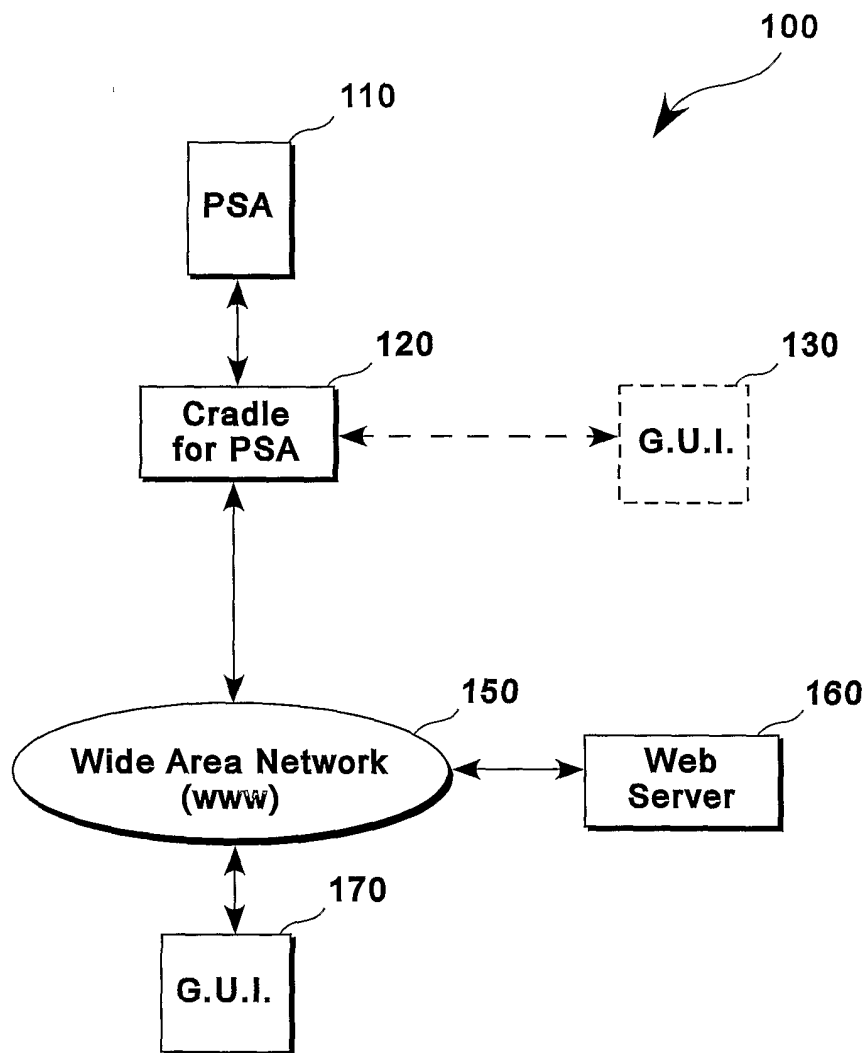 100
110
PSA
120
130
Cradle
for PSA
G.U.I.
150
160
Wide Area Network
(www)
Web
Server
170
G.U.I.